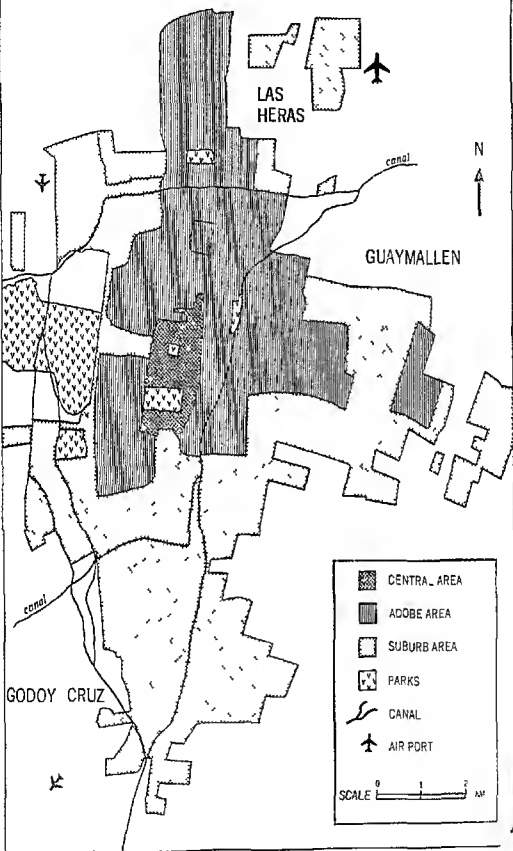 LAS
HERAS
canal
N
GUAYMALLEN
canal
GODOY CRUZ
CENTRAL AREA
ADOBE AREA
SUBURB AREA
PARKS
CANAL
AIR PORT
SCALE 0 1 2